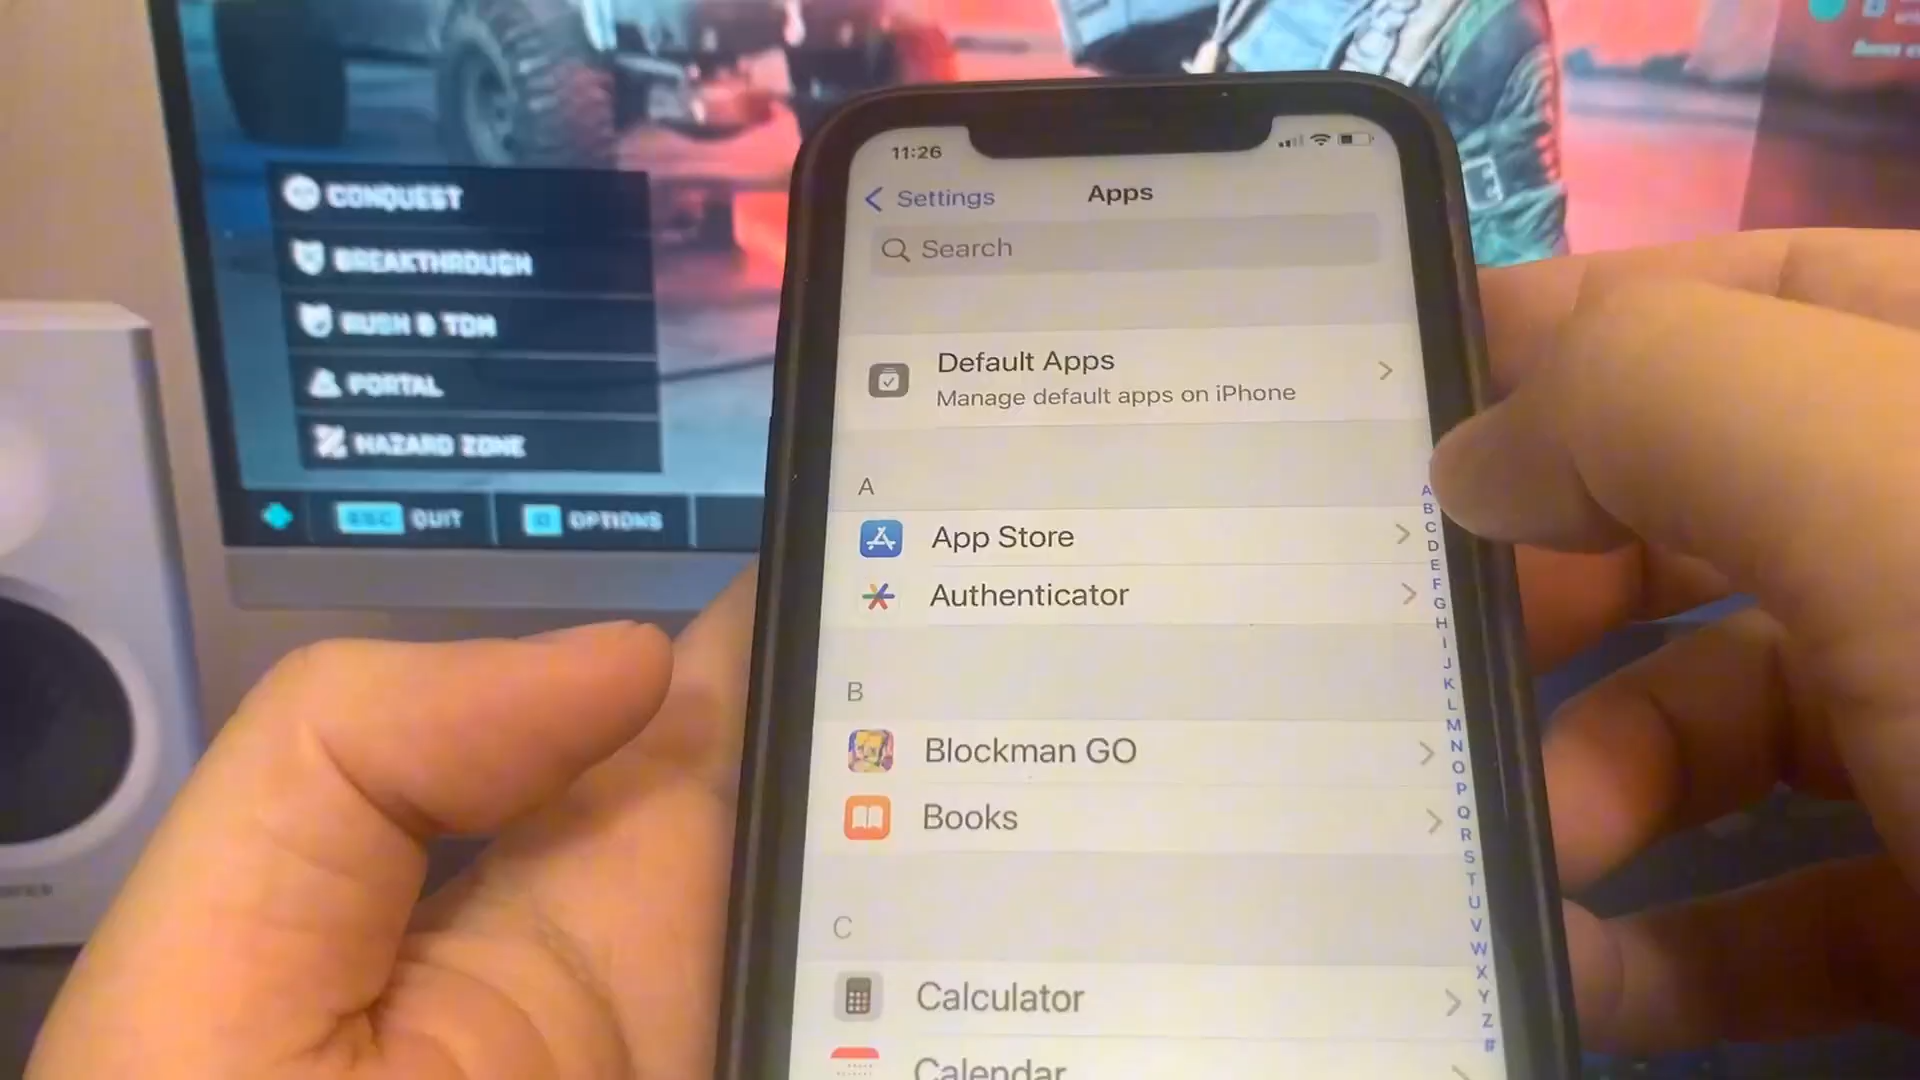 CONQUEST
BREAKTHROUGH
RUSH & TDM
PORTAL
HAZARD ZONE
ESC QUIT
OPTIONS
11:26
Settings
Apps
Search
Default Apps
Manage default apps on iPhone
A
App Store
Authenticator
B
Blockman GO
Books
C
Calculator
Calendar
A
B
C
D
E
F
G
H
I
J
K
L
M
N
O
P
Q
R
S
T
U
V
W
X
Y
Z
#